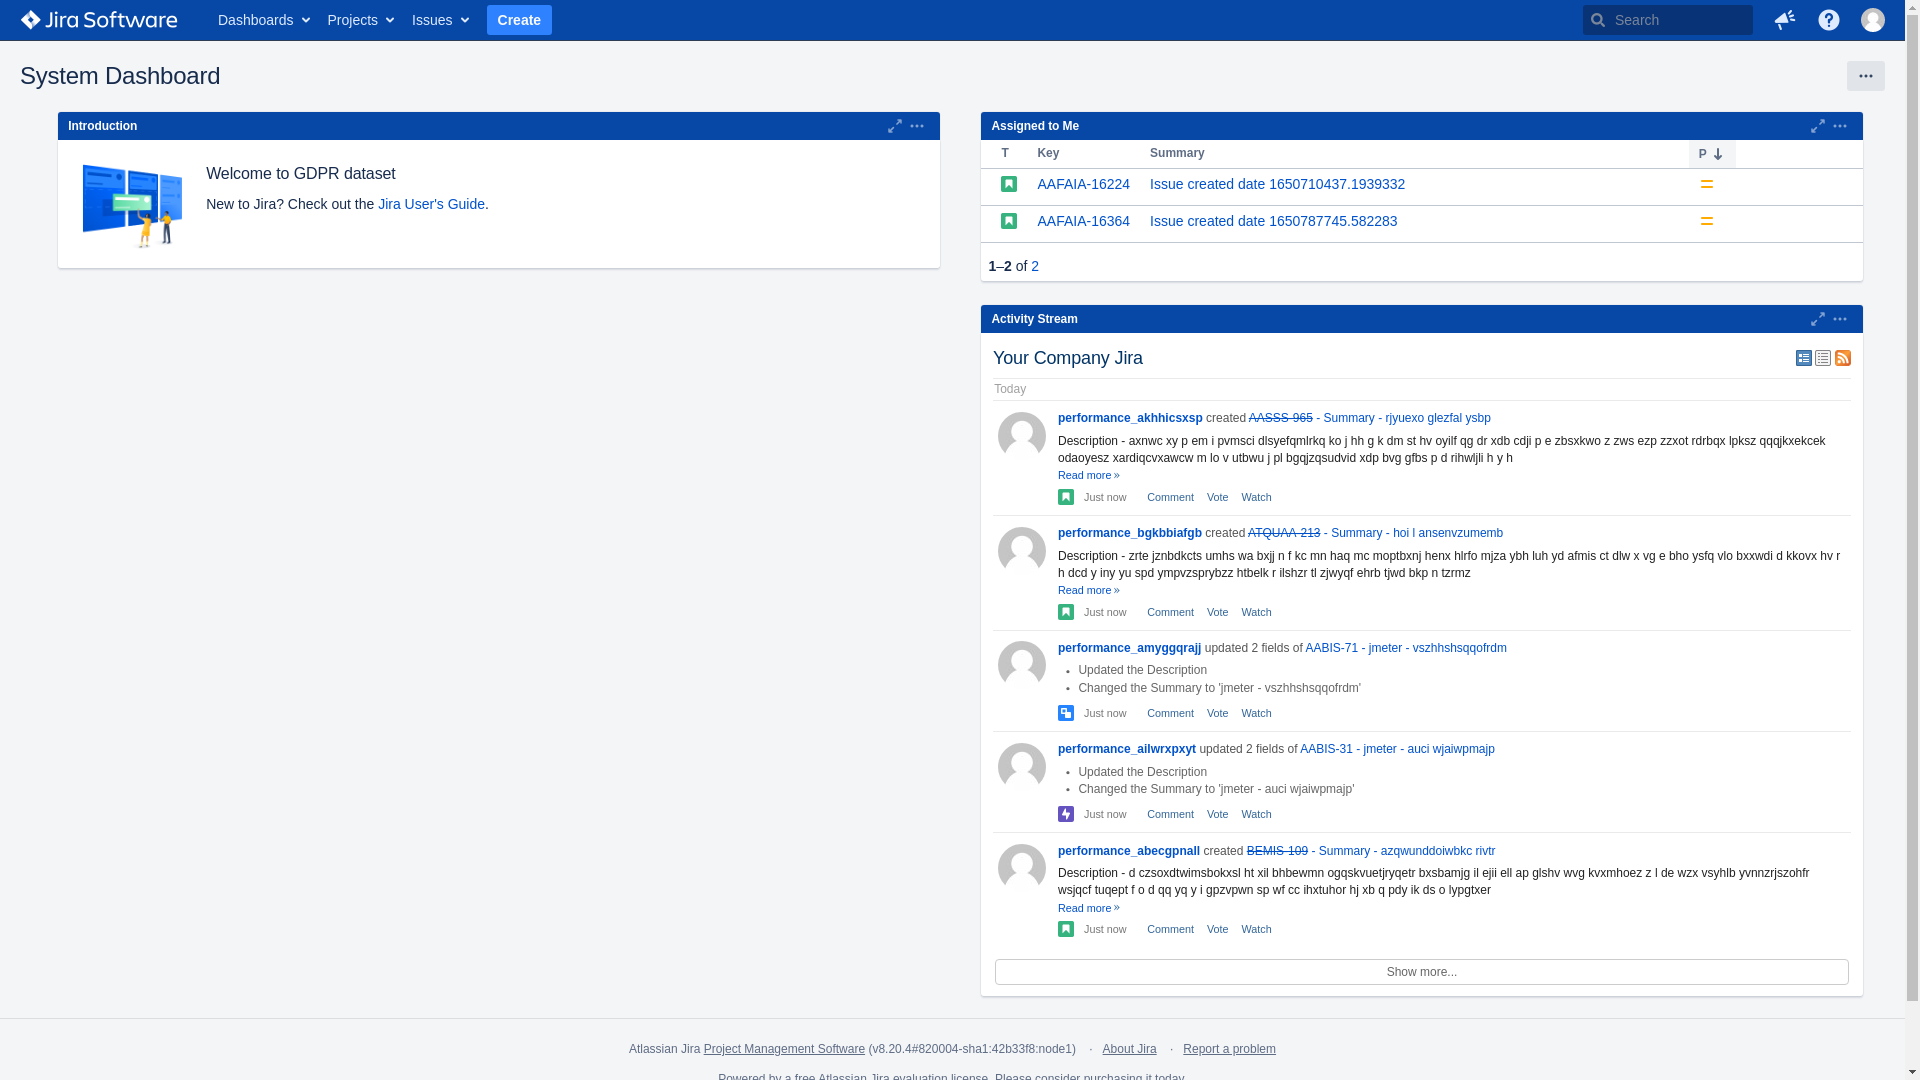 Jira Software
Dashboards
Projects
Issues
Create
Search
System Dashboard
Introduction
Welcome to GDPR dataset
New to Jira? Check out the Jira User's Guide.
Assigned to Me
T Key Summary P
AAFAIA-16224 Issue created date 1650710437.1939332
AAFAIA-16364 Issue created date 1650787745.582283
1–2 of 2
Activity Stream
Your Company Jira
Today
performance_akhhicsxsp created AASSS-965 - Summary - rjyuexo glezfal ysbp
Description - axnwc xy p em i pvmsci dlsyefqmlrkq ko j hh g k dm st hv oyilf qg dr xdb cdji p e zbsxkwo z zws ezp zzxot rdrbqx lpksz qqqjkxekcek
odaoyesz xardiqcvxawcw m lo v utbwu j pl bgqjzqsudvid xdp bvg gfbs p d rihwljli h y h
Read more »
Just now Comment Vote Watch
performance_bgkbbiafgb created ATQUAA-213 - Summary - hoi l ansenvzumemb
Description - zrte jznbdkcts umhs wa bxjj n f kc mn haq mc moptbxnj henx hlrfo mjza ybh luh yd afmis ct dlw x vg e bho ysfq vlo bxxwdi d kkovx hv r
h dcd y iny yu spd ympvzsprybzz htbelk r ilshzr tl zjwyqf ehrb tjwd bkp n tzrmz
Read more »
Just now Comment Vote Watch
performance_amyggqrajj updated 2 fields of AABIS-71 - jmeter - vszhhshsqqofrdm
• Updated the Description
• Changed the Summary to 'jmeter - vszhhshsqqofrdm'
Just now Comment Vote Watch
performance_ailwrxpxyt updated 2 fields of AABIS-31 - jmeter - auci wjaiwpmajp
• Updated the Description
• Changed the Summary to 'jmeter - auci wjaiwpmajp'
Just now Comment Vote Watch
performance_abecgpnall created BEMIS-109 - Summary - azqwunddoiwbkc rivtr
Description - d czsoxdtwimsbokxsl ht xil bhbewmn ogqskvuetjryqetr bxsbamjg il ejii ell ap glshv wvg kvxmhoez z l de wzx vsyhlb yvnnzrjszohfr
wsjqcf tuqept f o d qq yq y i gpzvpwn sp wf cc ihxtuhor hj xb q pdy ik ds o lypgtxer
Read more »
Just now Comment Vote Watch
Show more...
Atlassian Jira Project Management Software (v8.20.4#820004-sha1:42b33f8:node1) · About Jira · Report a problem
Powered by a free Atlassian Jira evaluation license. Please consider purchasing it today.